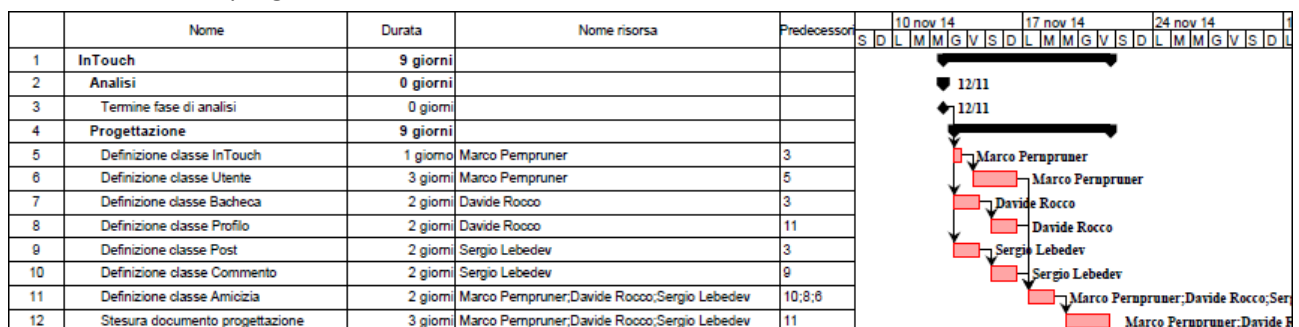 Nome Durata Nome risorsa Predecessori 10 nov 14 17 nov 14 24 nov 14 1
S D L M M G V S D L M M G V S D L M M G V S D L
1 InTouch 9 giorni
2 Analisi 0 giorni 12/11
3 Termine fase di analisi 0 giorni 12/11
4 Progettazione 9 giorni
5 Definizione classe InTouch 1 giorno Marco Pernpruner 3 Marco Pernpruner
6 Definizione classe Utente 3 giorni Marco Pernpruner 5 Marco Pernpruner
7 Definizione classe Bacheca 2 giorni Davide Rocco 3 Davide Rocco
8 Definizione classe Profilo 2 giorni Davide Rocco 11 Davide Rocco
9 Definizione classe Post 2 giorni Sergio Lebedev 3 Sergio Lebedev
10 Definizione classe Commento 2 giorni Sergio Lebedev 9 Sergio Lebedev
11 Definizione classe Amicizia 2 giorni Marco Pernpruner;Davide Rocco;Sergio Lebedev 10;8;6 Marco Pernpruner;Davide Rocco;Ser
12 Stesura documento progettazione 3 giorni Marco Pernpruner;Davide Rocco;Sergio Lebedev 11 Marco Pernpruner;Davide R